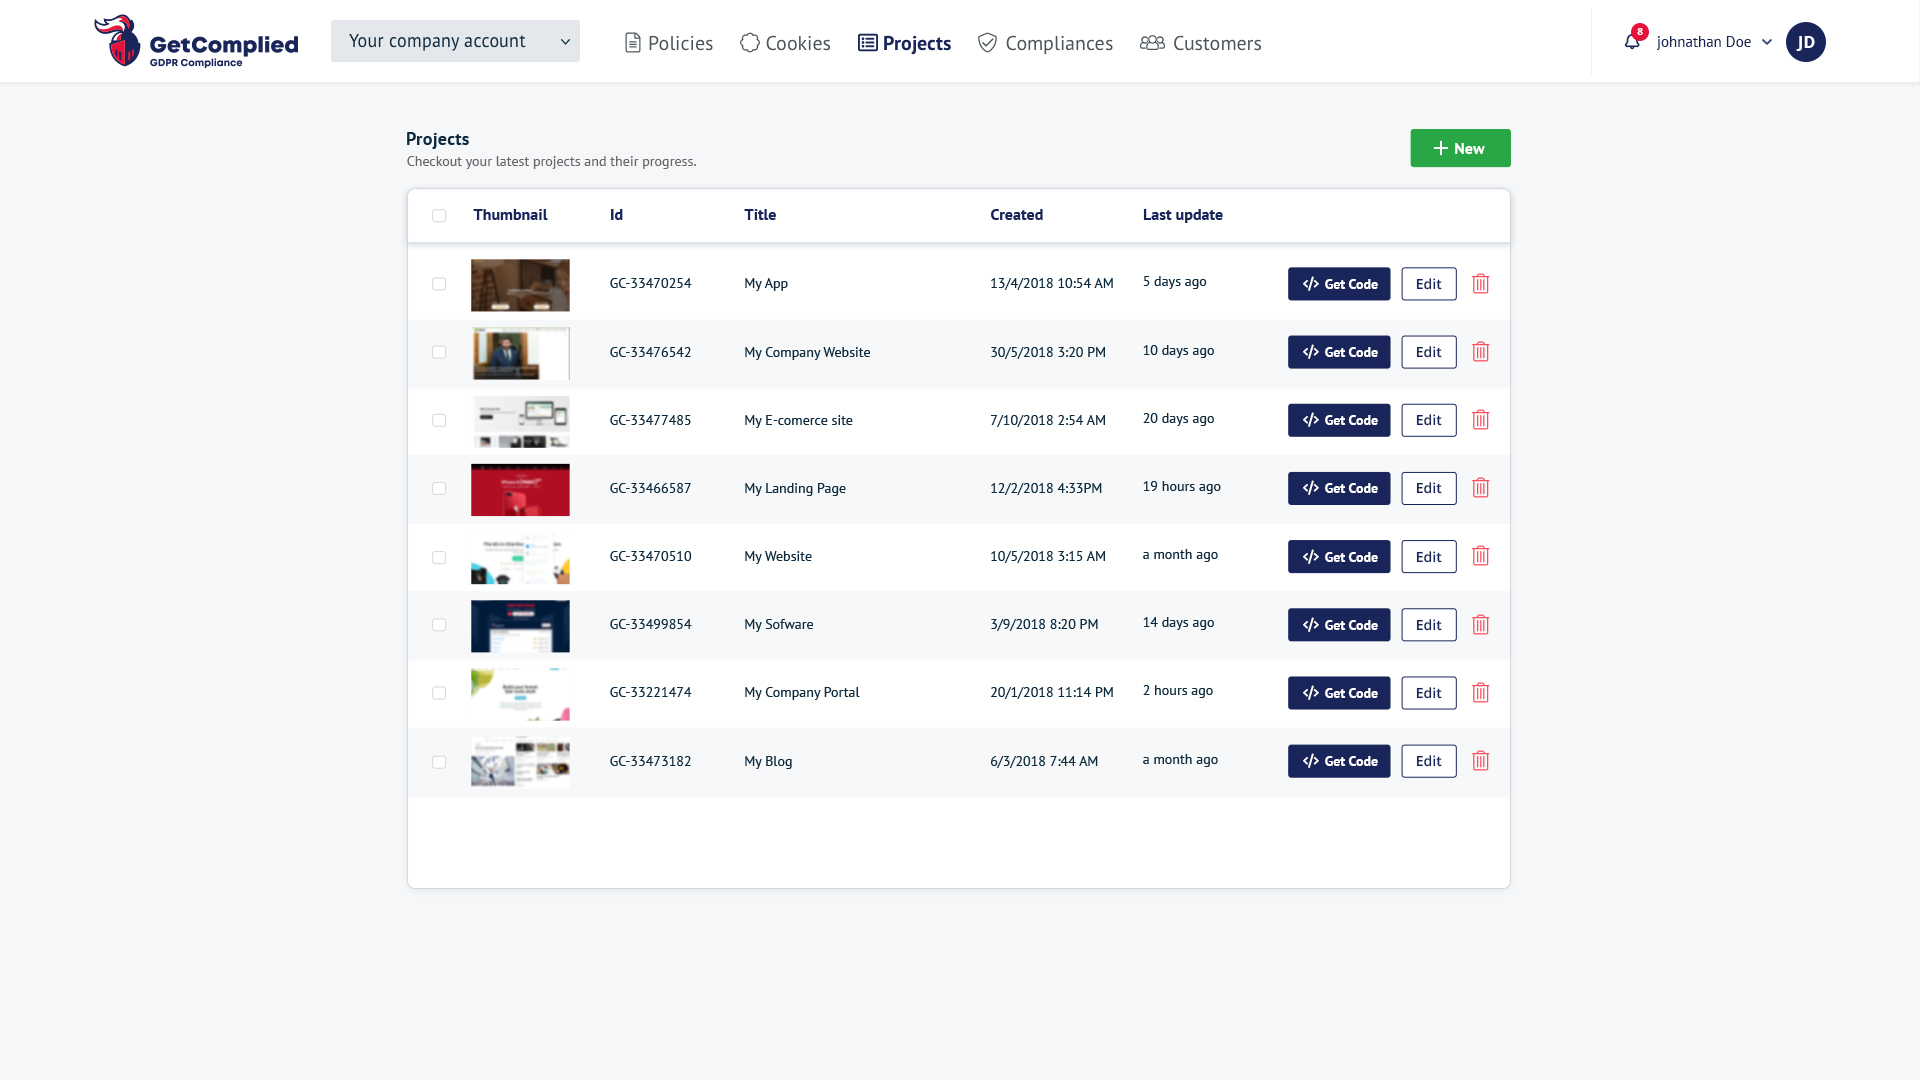 GetComplied
GDPR Compliance
Your company account
Policies
Cookies
Projects
Compliances
Customers
8
johnathan Doe
JD
Projects
Checkout your latest projects and their progress.
New
Thumbnail Id Title Created Last update
GC-33470254 My App 13/4/2018 10:54 AM 5 days ago </> Get Code Edit
GC-33476542 My Company Website 30/5/2018 3:20 PM 10 days ago </> Get Code Edit
GC-33477485 My E-comerce site 7/10/2018 2:54 AM 20 days ago </> Get Code Edit
GC-33466587 My Landing Page 12/2/2018 4:33PM 19 hours ago </> Get Code Edit
GC-33470510 My Website 10/5/2018 3:15 AM a month ago </> Get Code Edit
GC-33499854 My Sofware 3/9/2018 8:20 PM 14 days ago </> Get Code Edit
GC-33221474 My Company Portal 20/1/2018 11:14 PM 2 hours ago </> Get Code Edit
GC-33473182 My Blog 6/3/2018 7:44 AM a month ago </> Get Code Edit